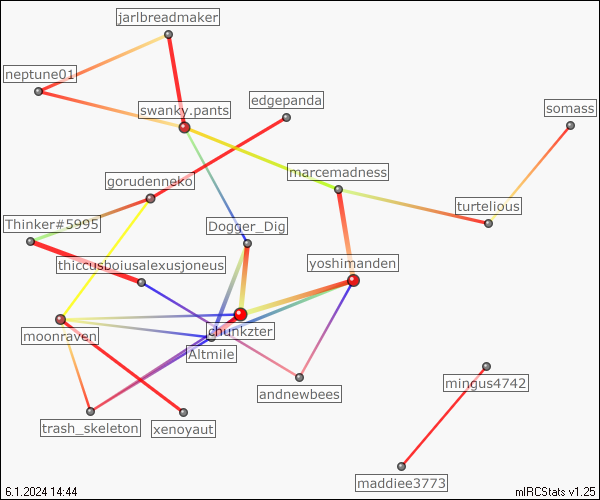 jarlbreadmaker
neptune01
edgepanda
swanky.pants
somass
marcemadness
gorudenneko
turtelious
Thinker#5995
Dogger_Dig
thiccusboiusalexusjoneus
yoshimanden
chunkzter
moonraven
Altmile
mingus4742
andnewbees
trash_skeleton
xenoyaut
maddiee3773
6.1.2024 14:44
mIRCStats v1.25